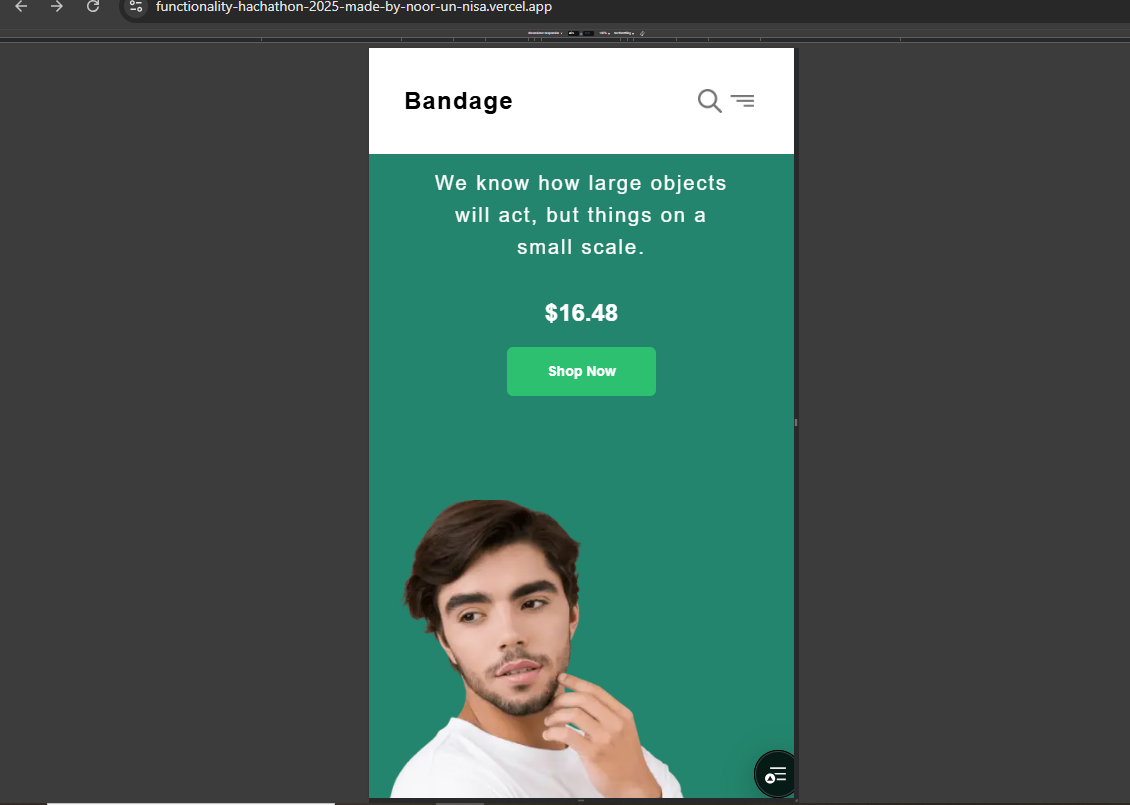 functionality-hachathon-2025-made-by-noor-un-nisa.vercel.app
Bandage
We know how large objects
will act, but things on a
small scale.
$16.48
Shop Now